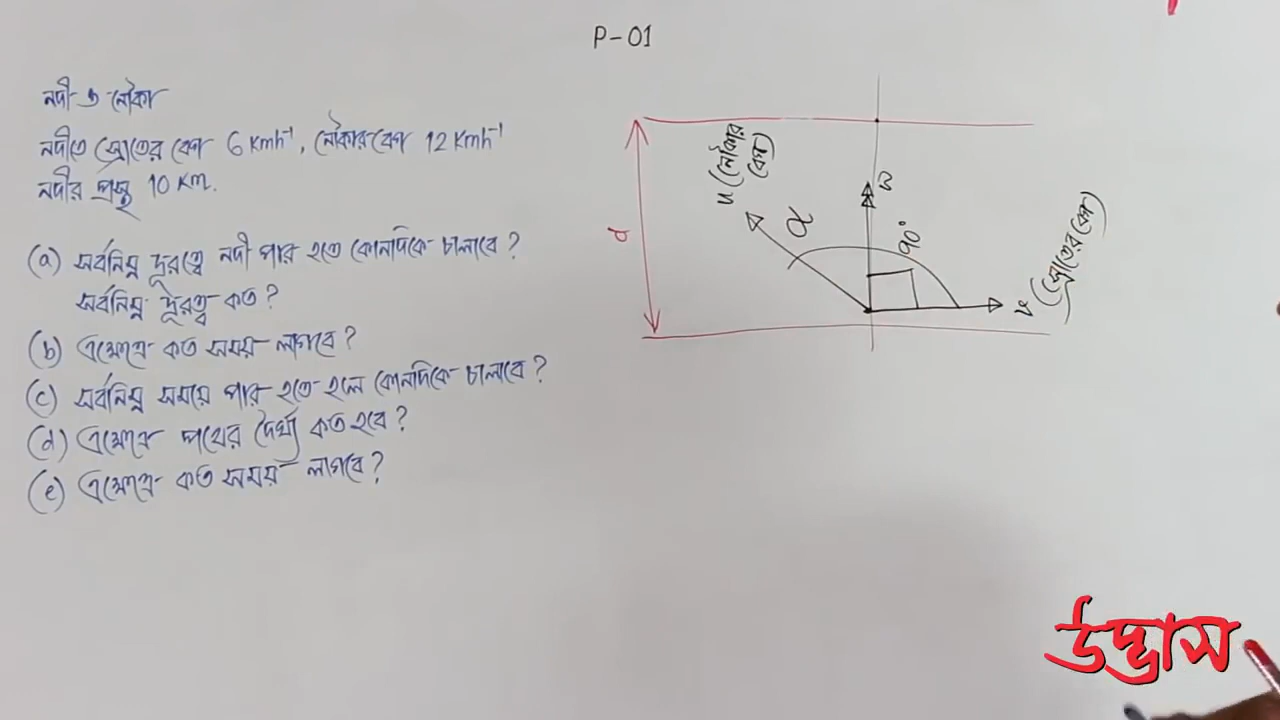 P-01
নদী ও নৌকা
নদীতে স্রোতের বেগ 6 Kmh⁻¹, নৌকার বেগ 12 Kmh⁻¹
নদীর প্রস্থ 10 Km.
(a) সর্বনিম্ন দূরত্বে নদী পার হতে কোনদিকে চালাবে?
সর্বনিম্ন দূরত্ব কত?
(b) এক্ষেত্রে কত সময় লাগবে?
(c) সর্বনিম্ন সময়ে পার হতে হলে কোনদিকে চালাবে?
(d) এক্ষেত্রে পথের দৈর্ঘ্য কত হবে?
(e) এক্ষেত্রে কত সময় লাগবে?
u (নৌকার বেগ)
α
w
90°
d
v (স্রোতের বেগ)
উদ্ভাস